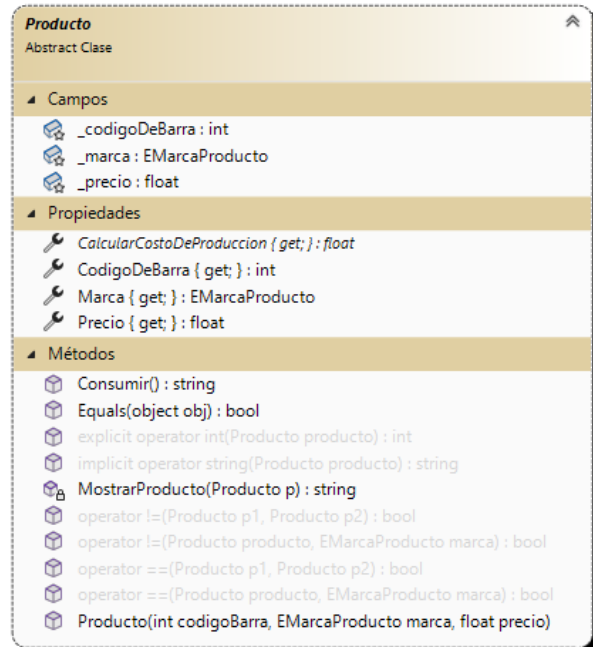 Producto
Abstract Clase
Campos
_codigoDeBarra : int
_marca : EMarcaProducto
_precio : float
Propiedades
CalcularCostoDeProduccion { get; } : float
CodigoDeBarra { get; } : int
Marca { get; } : EMarcaProducto
Precio { get; } : float
Métodos
Consumir() : string
Equals(object obj) : bool
explicit operator int(Producto producto) : int
implicit operator string(Producto producto) : string
MostrarProducto(Producto p) : string
operator !=(Producto p1, Producto p2) : bool
operator !=(Producto producto, EMarcaProducto marca) : bool
operator ==(Producto p1, Producto p2) : bool
operator ==(Producto producto, EMarcaProducto marca) : bool
Producto(int codigoBarra, EMarcaProducto marca, float precio)